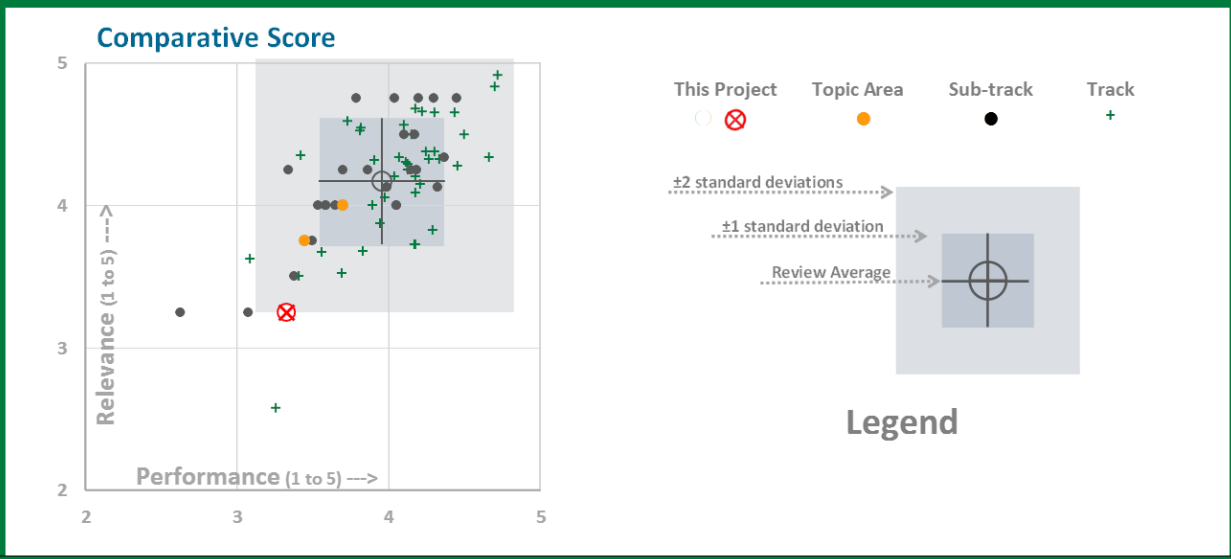 Comparative Score
5
4
3
2
2
3
4
5
Relevance (1 to 5) --->
Performance (1 to 5) --->
This Project
Topic Area
Sub-track
Track
±2 standard deviations
±1 standard deviation
Review Average
Legend